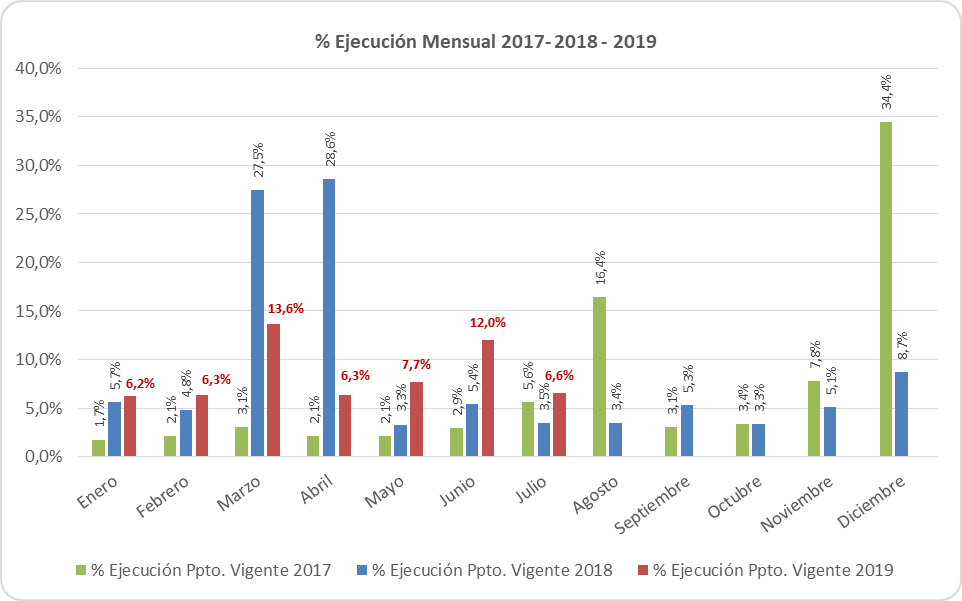 % Ejecución Mensual 2017- 2018 - 2019
40,0%
35,0%
30,0%
25,0%
20,0%
15,0%
10,0%
5,0%
0,0%
1,7%
5,7%
6,2%
2,1%
4,8%
6,3%
3,1%
27,5%
13,6%
2,1%
28,6%
6,3%
2,1%
3,3%
7,7%
2,9%
5,4%
12,0%
5,6%
3,5%
6,6%
16,4%
3,4%
3,1%
5,3%
3,4%
3,3%
7,8%
5,1%
34,4%
8,7%
Enero
Febrero
Marzo
Abril
Mayo
Junio
Julio
Agosto
Septiembre
Octubre
Noviembre
Diciembre
% Ejecución Ppto. Vigente 2017
% Ejecución Ppto. Vigente 2018
% Ejecución Ppto. Vigente 2019